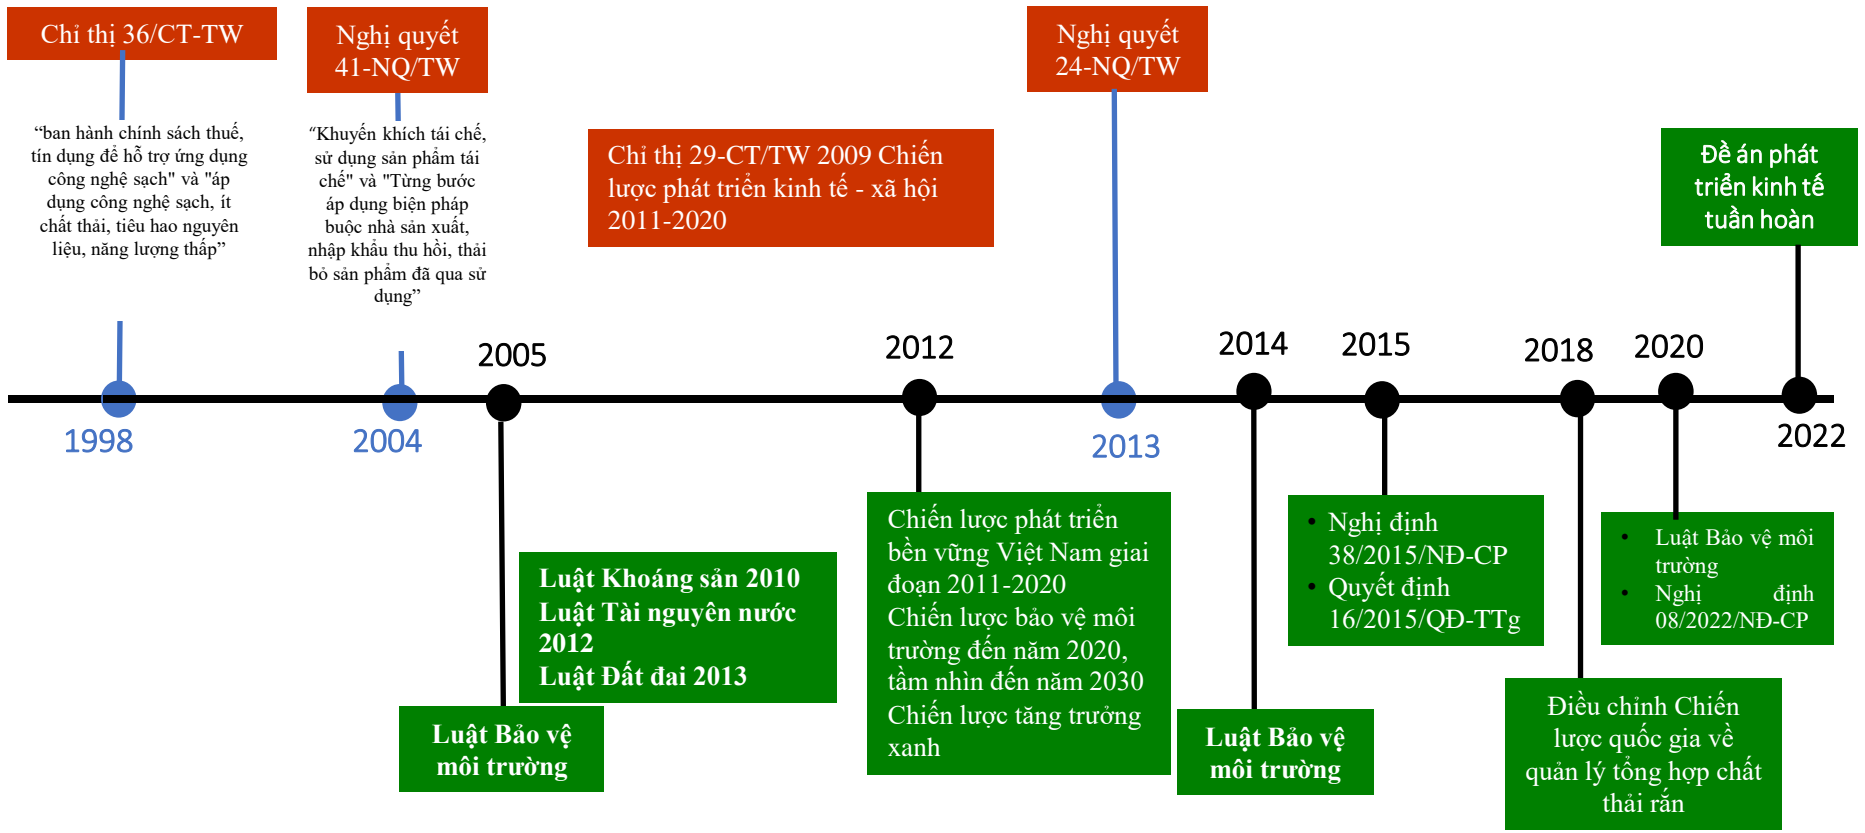 Chỉ thị 36/CT-TW
“ban hành chính sách thuế,
tín dụng để hỗ trợ ứng dụng
công nghệ sạch" và "áp
dụng công nghệ sạch, ít
chất thải, tiêu hao nguyên
liệu, năng lượng thấp”
Nghị quyết
41-NQ/TW
“Khuyến khích tái chế,
sử dụng sản phẩm tái
chế" và "Từng bước
áp dụng biện pháp
buộc nhà sản xuất,
nhập khẩu thu hồi, thải
bỏ sản phẩm đã qua sử
dụng”
Chỉ thị 29-CT/TW 2009 Chiến
lược phát triển kinh tế - xã hội
2011-2020
Nghị quyết
24-NQ/TW
Đề án phát
triển kinh tế
tuần hoàn
1998
2004
2005
2012
2013
2014
2015
2018
2020
2022
Luật Bảo vệ
môi trường
Luật Khoáng sản 2010
Luật Tài nguyên nước
2012
Luật Đất đai 2013
Chiến lược phát triển
bền vững Việt Nam giai
đoạn 2011-2020
Chiến lược bảo vệ môi
trường đến năm 2020,
tầm nhìn đến năm 2030
Chiến lược tăng trưởng
xanh
Luật Bảo vệ
môi trường
• Nghị định
38/2015/NĐ-CP
• Quyết định
16/2015/QĐ-TTg
Điều chỉnh Chiến
lược quốc gia về
quản lý tổng hợp chất
thải rắn
• Luật Bảo vệ môi
trường
• Nghị định
08/2022/NĐ-CP